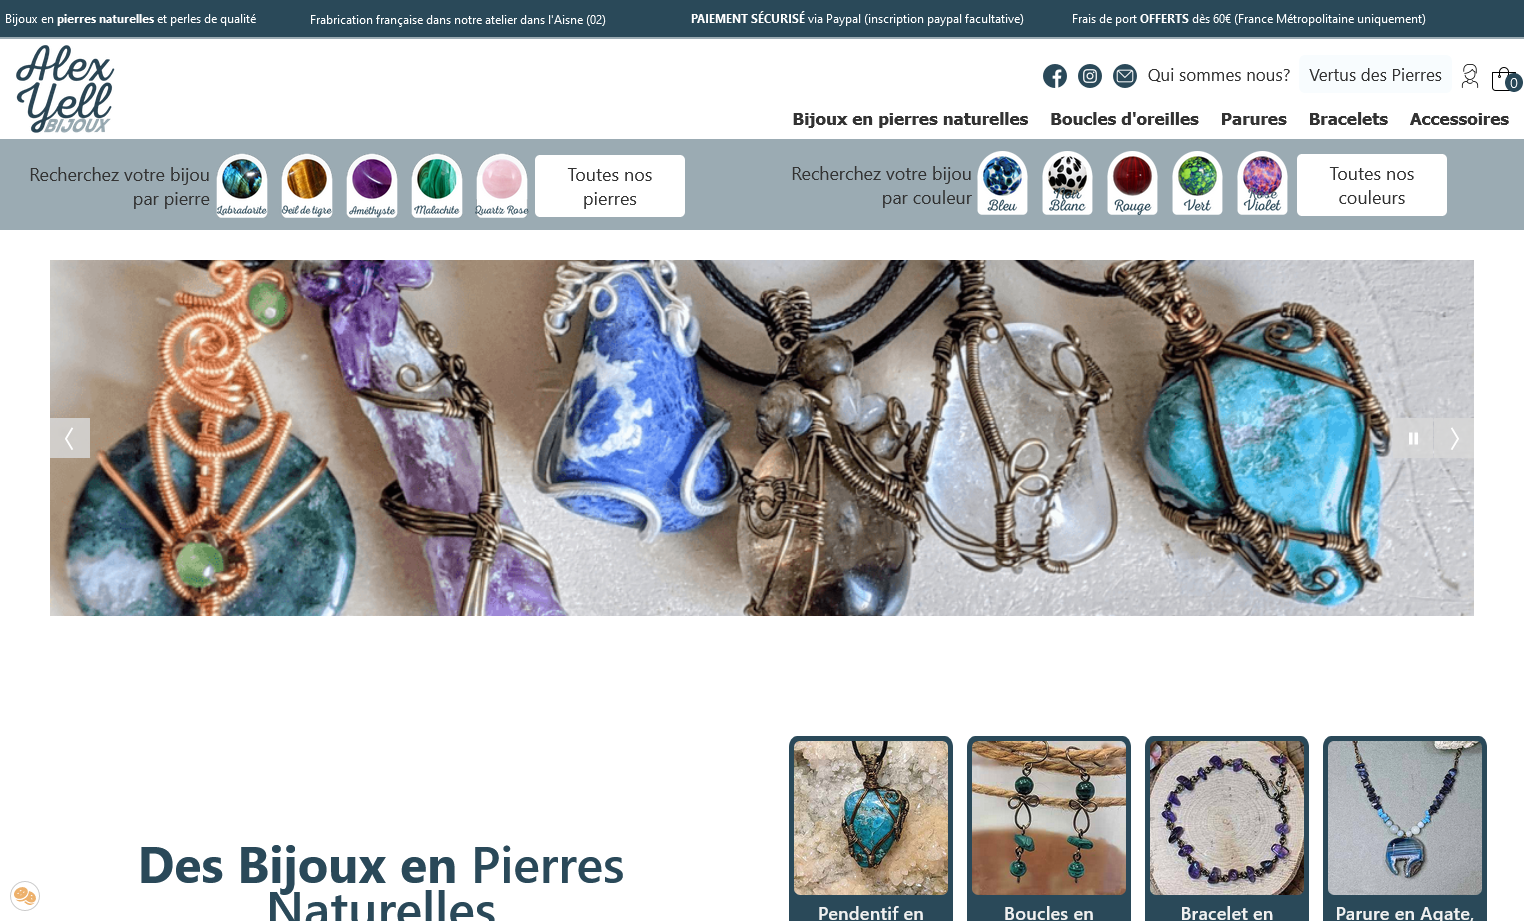 Bijoux en pierres naturelles et perles de qualité
Frabrication française dans notre atelier dans l'Aisne (02)
PAIEMENT SÉCURISÉ via Paypal (inscription paypal facultative)
Frais de port OFFERTS dès 60€ (France Métropolitaine uniquement)
Alex
Yell
BIJOUX
Qui sommes nous?
Vertus des Pierres
0
Bijoux en pierres naturelles
Boucles d'oreilles
Parures
Bracelets
Accessoires
Recherchez votre bijou
par pierre
Labradorite
Oeil de tigre
Améthyste
Malachite
Quartz Rose
Toutes nos
pierres
Recherchez votre bijou
par couleur
Bleu
Noir
Blanc
Rouge
Vert
Rose
Violet
Toutes nos
couleurs
Des Bijoux en Pierres
Naturelles
Pendentif en
Boucles en
Bracelet en
Parure en Agate,